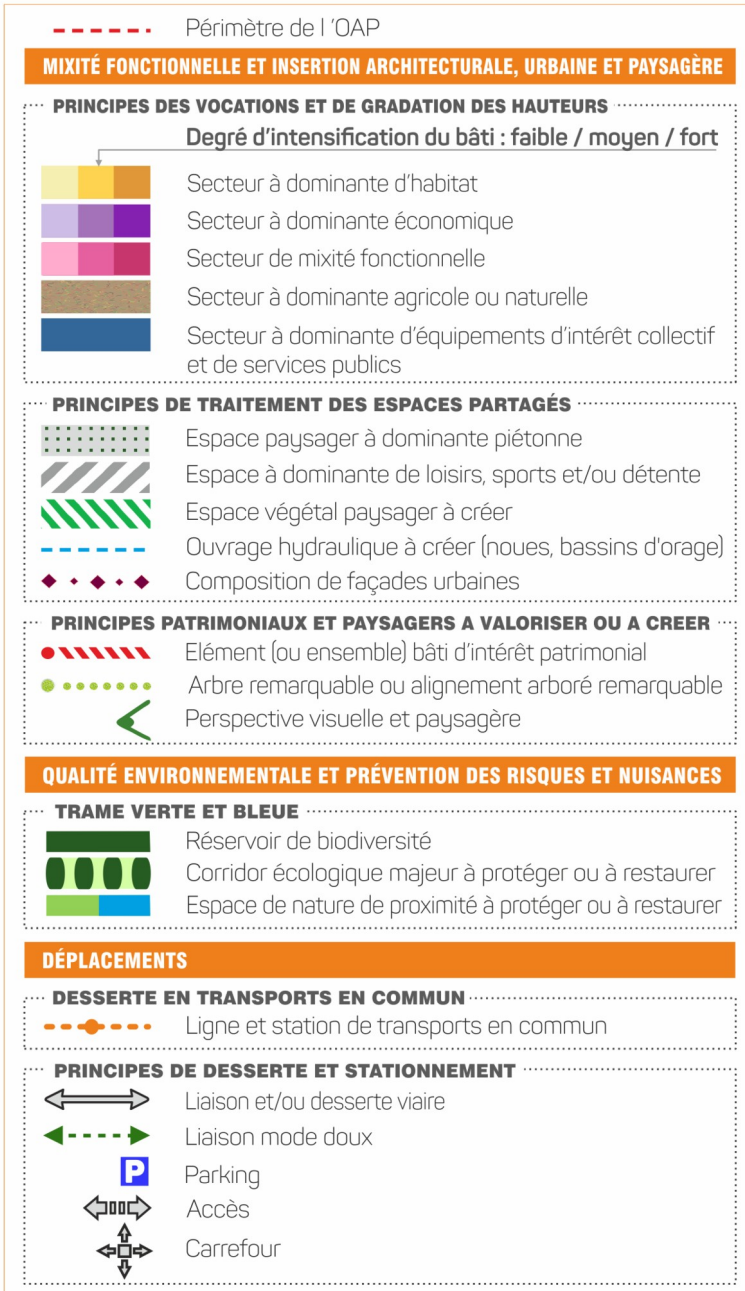 Périmètre de l 'OAP
MIXITÉ FONCTIONNELLE ET INSERTION ARCHITECTURALE, URBAINE ET PAYSAGÈRE
PRINCIPES DES VOCATIONS ET DE GRADATION DES HAUTEURS
Degré d'intensification du bâti : faible / moyen / fort
Secteur à dominante d'habitat
Secteur à dominante économique
Secteur de mixité fonctionnelle
Secteur à dominante agricole ou naturelle
Secteur à dominante d'équipements d'intérêt collectif
et de services publics
PRINCIPES DE TRAITEMENT DES ESPACES PARTAGÉS
Espace paysager à dominante piétonne
Espace à dominante de loisirs, sports et/ou détente
Espace végétal paysager à créer
Ouvrage hydraulique à créer (noues, bassins d'orage)
Composition de façades urbaines
PRINCIPES PATRIMONIAUX ET PAYSAGERS A VALORISER OU A CREER
Elément (ou ensemble) bâti d'intérêt patrimonial
Arbre remarquable ou alignement arboré remarquable
Perspective visuelle et paysagère
QUALITÉ ENVIRONNEMENTALE ET PRÉVENTION DES RISQUES ET NUISANCES
TRAME VERTE ET BLEUE
Réservoir de biodiversité
Corridor écologique majeur à protéger ou à restaurer
Espace de nature de proximité à protéger ou à restaurer
DÉPLACEMENTS
DESSERTE EN TRANSPORTS EN COMMUN
Ligne et station de transports en commun
PRINCIPES DE DESSERTE ET STATIONNEMENT
Liaison et/ou desserte viaire
Liaison mode doux
P Parking
Accès
Carrefour